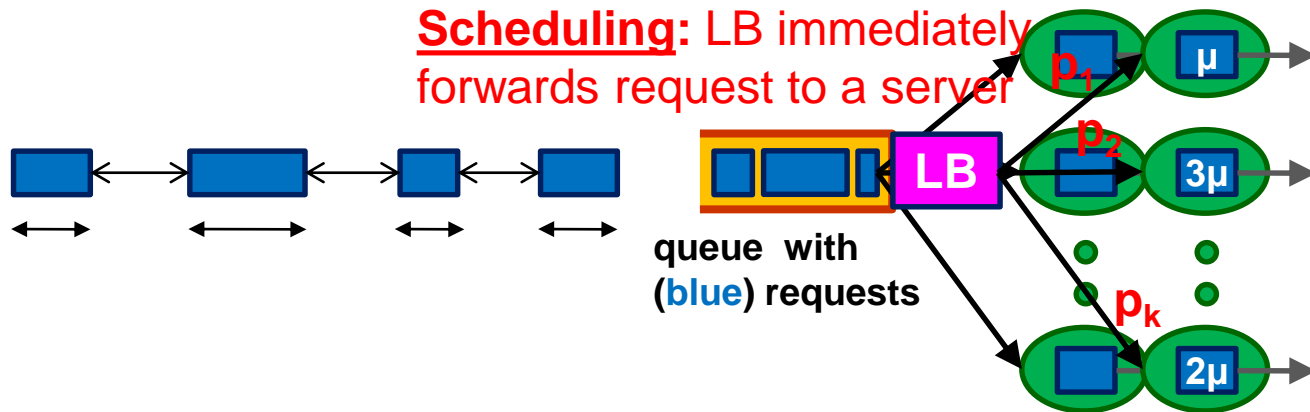 Scheduling: LB immediately
forwards request to a server
p1
p2
pk
LB
queue with
(blue) requests
µ
3µ
2µ